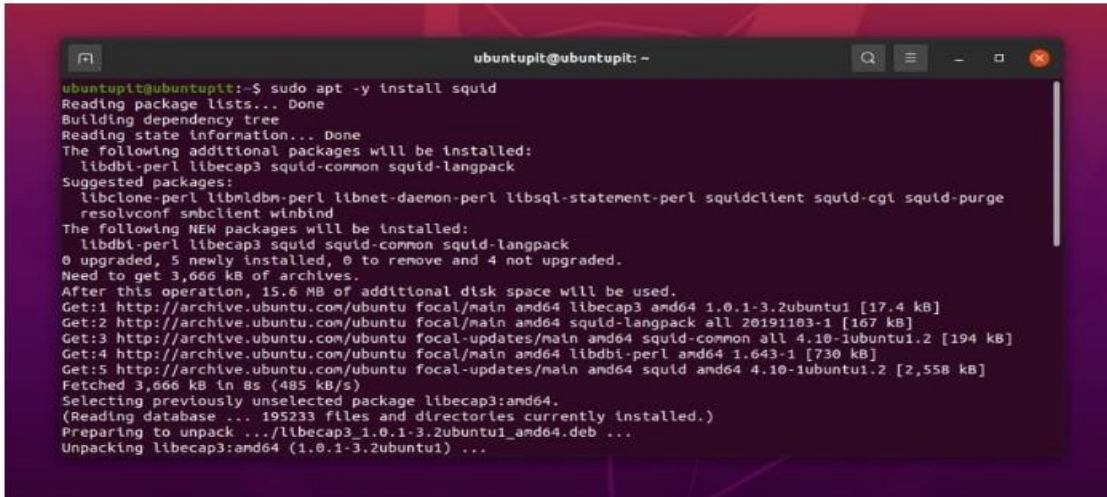 ubuntupit@ubuntupit: ~
ubuntupit@ubuntupit:~$ sudo apt -y install squid
Reading package lists... Done
Building dependency tree
Reading state information... Done
The following additional packages will be installed:
  libdbi-perl libecap3 squid-common squid-langpack
Suggested packages:
  libclone-perl libmldbm-perl libnet-daemon-perl libsql-statement-perl squidclient squid-cgi squid-purge
  resolvconf smbclient winbind
The following NEW packages will be installed:
  libdbi-perl libecap3 squid squid-common squid-langpack
0 upgraded, 5 newly installed, 0 to remove and 4 not upgraded.
Need to get 3,666 kB of archives.
After this operation, 15.6 MB of additional disk space will be used.
Get:1 http://archive.ubuntu.com/ubuntu focal/main amd64 libecap3 amd64 1.0.1-3.2ubuntu1 [17.4 kB]
Get:2 http://archive.ubuntu.com/ubuntu focal/main amd64 squid-langpack all 20191103-1 [167 kB]
Get:3 http://archive.ubuntu.com/ubuntu focal-updates/main amd64 squid-common all 4.10-1ubuntu1.2 [194 kB]
Get:4 http://archive.ubuntu.com/ubuntu focal/main amd64 libdbi-perl amd64 1.643-1 [730 kB]
Get:5 http://archive.ubuntu.com/ubuntu focal-updates/main amd64 squid amd64 4.10-1ubuntu1.2 [2,558 kB]
Fetched 3,666 kB in 8s (485 kB/s)
Selecting previously unselected package libecap3:amd64.
(Reading database ... 195233 files and directories currently installed.)
Preparing to unpack .../libecap3_1.0.1-3.2ubuntu1_amd64.deb ...
Unpacking libecap3:amd64 (1.0.1-3.2ubuntu1) ...